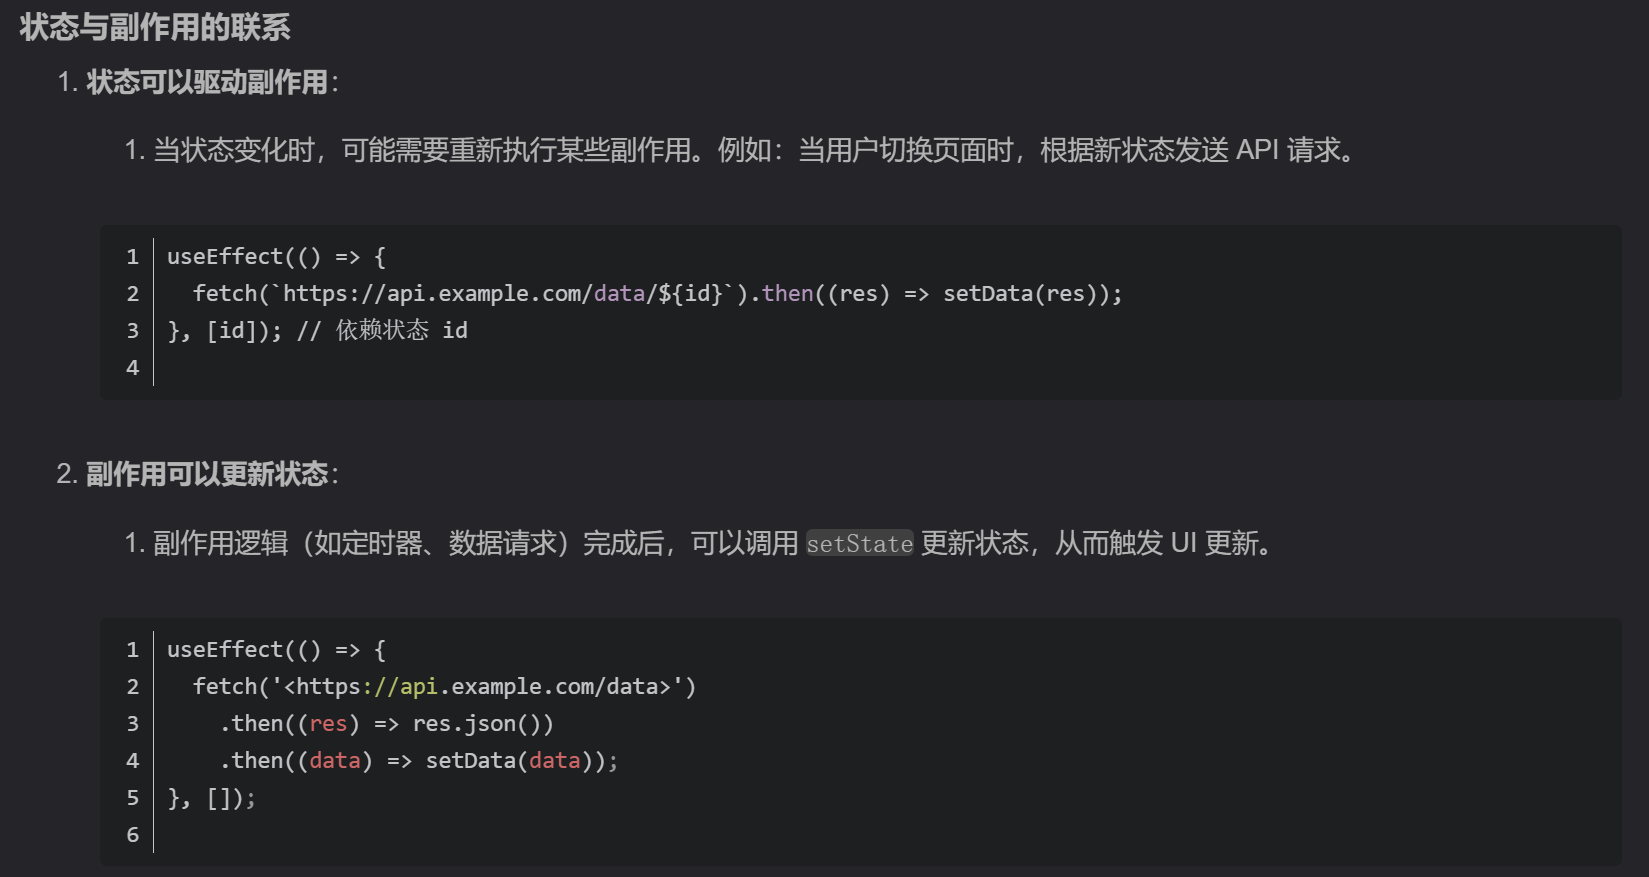 状态与副作用的联系
1. 状态可以驱动副作用：
1. 当状态变化时，可能需要重新执行某些副作用。例如：当用户切换页面时，根据新状态发送 API 请求。
1 useEffect(() => {
2   fetch(`https://api.example.com/data/${id}`).then((res) => setData(res));
3 }, [id]); // 依赖状态 id
4
2. 副作用可以更新状态：
1. 副作用逻辑（如定时器、数据请求）完成后，可以调用 setState 更新状态，从而触发 UI 更新。
1 useEffect(() => {
2   fetch('<https://api.example.com/data>')
3     .then((res) => res.json())
4     .then((data) => setData(data));
5 }, []);
6